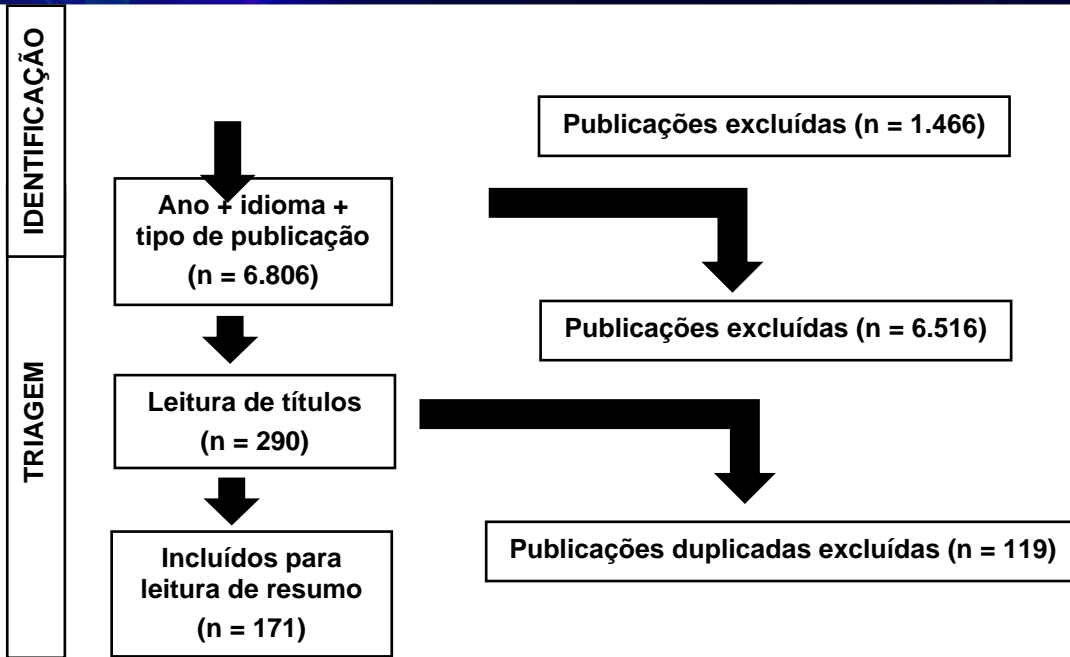 IDENTIFICAÇÃO
Publicações excluídas (n = 1.466)
Ano + idioma +
tipo de publicação
(n = 6.806)
Publicações excluídas (n = 6.516)
TRIAGEM
Leitura de títulos
(n = 290)
Publicações duplicadas excluídas (n = 119)
Incluídos para
leitura de resumo
(n = 171)